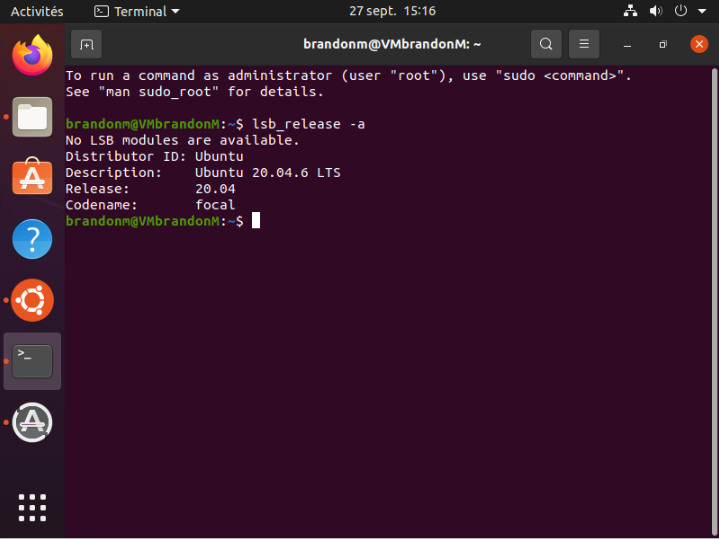 Activités
Terminal
27 sept. 15:16
brandonm@VMbrandonM: ~
To run a command as administrator (user "root"), use "sudo <command>".
See "man sudo_root" for details.
brandonm@VMbrandonM:~$ lsb_release -a
No LSB modules are available.
Distributor ID: Ubuntu
Description:    Ubuntu 20.04.6 LTS
Release:        20.04
Codename:       focal
brandonm@VMbrandonM:~$